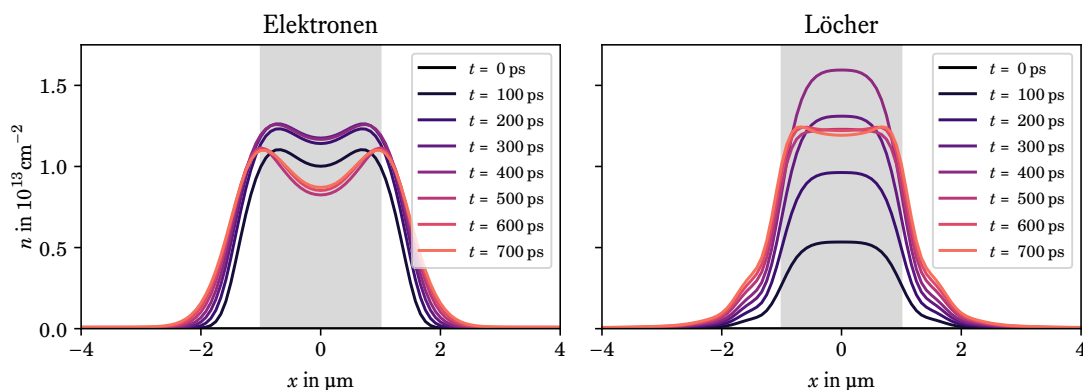 Elektronen
1.5
1.0
0.5
0.0
n in 10¹³ cm⁻²
−4
−2
0
2
4
x in µm
t = 0 ps
t = 100 ps
t = 200 ps
t = 300 ps
t = 400 ps
t = 500 ps
t = 600 ps
t = 700 ps
Löcher
−4
−2
0
2
4
x in µm
t = 0 ps
t = 100 ps
t = 200 ps
t = 300 ps
t = 400 ps
t = 500 ps
t = 600 ps
t = 700 ps